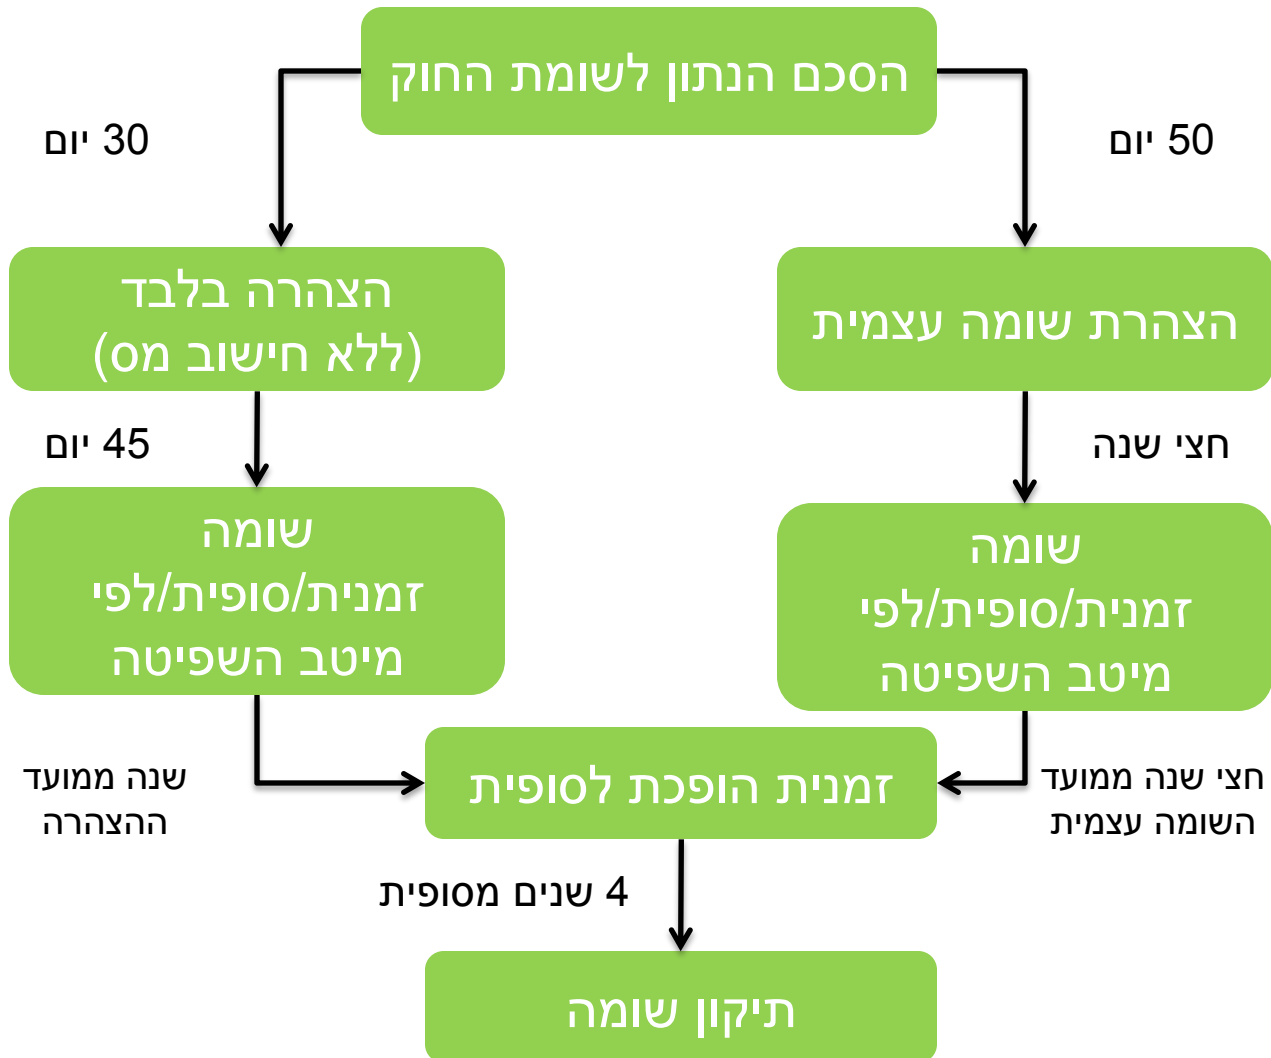 הסכם הנתון לשומת החוק
50 יום
30 יום
הצהרת שומה עצמית
הצהרה בלבד
(ללא חישוב מס)
חצי שנה
45 יום
שומה
זמנית/סופית/לפי
מיטב השפיטה
שומה
זמנית/סופית/לפי
מיטב השפיטה
חצי שנה ממועד
השומה עצמית
שנה ממועד
ההצהרה
זמנית הופכת לסופית
4 שנים מסופית
תיקון שומה